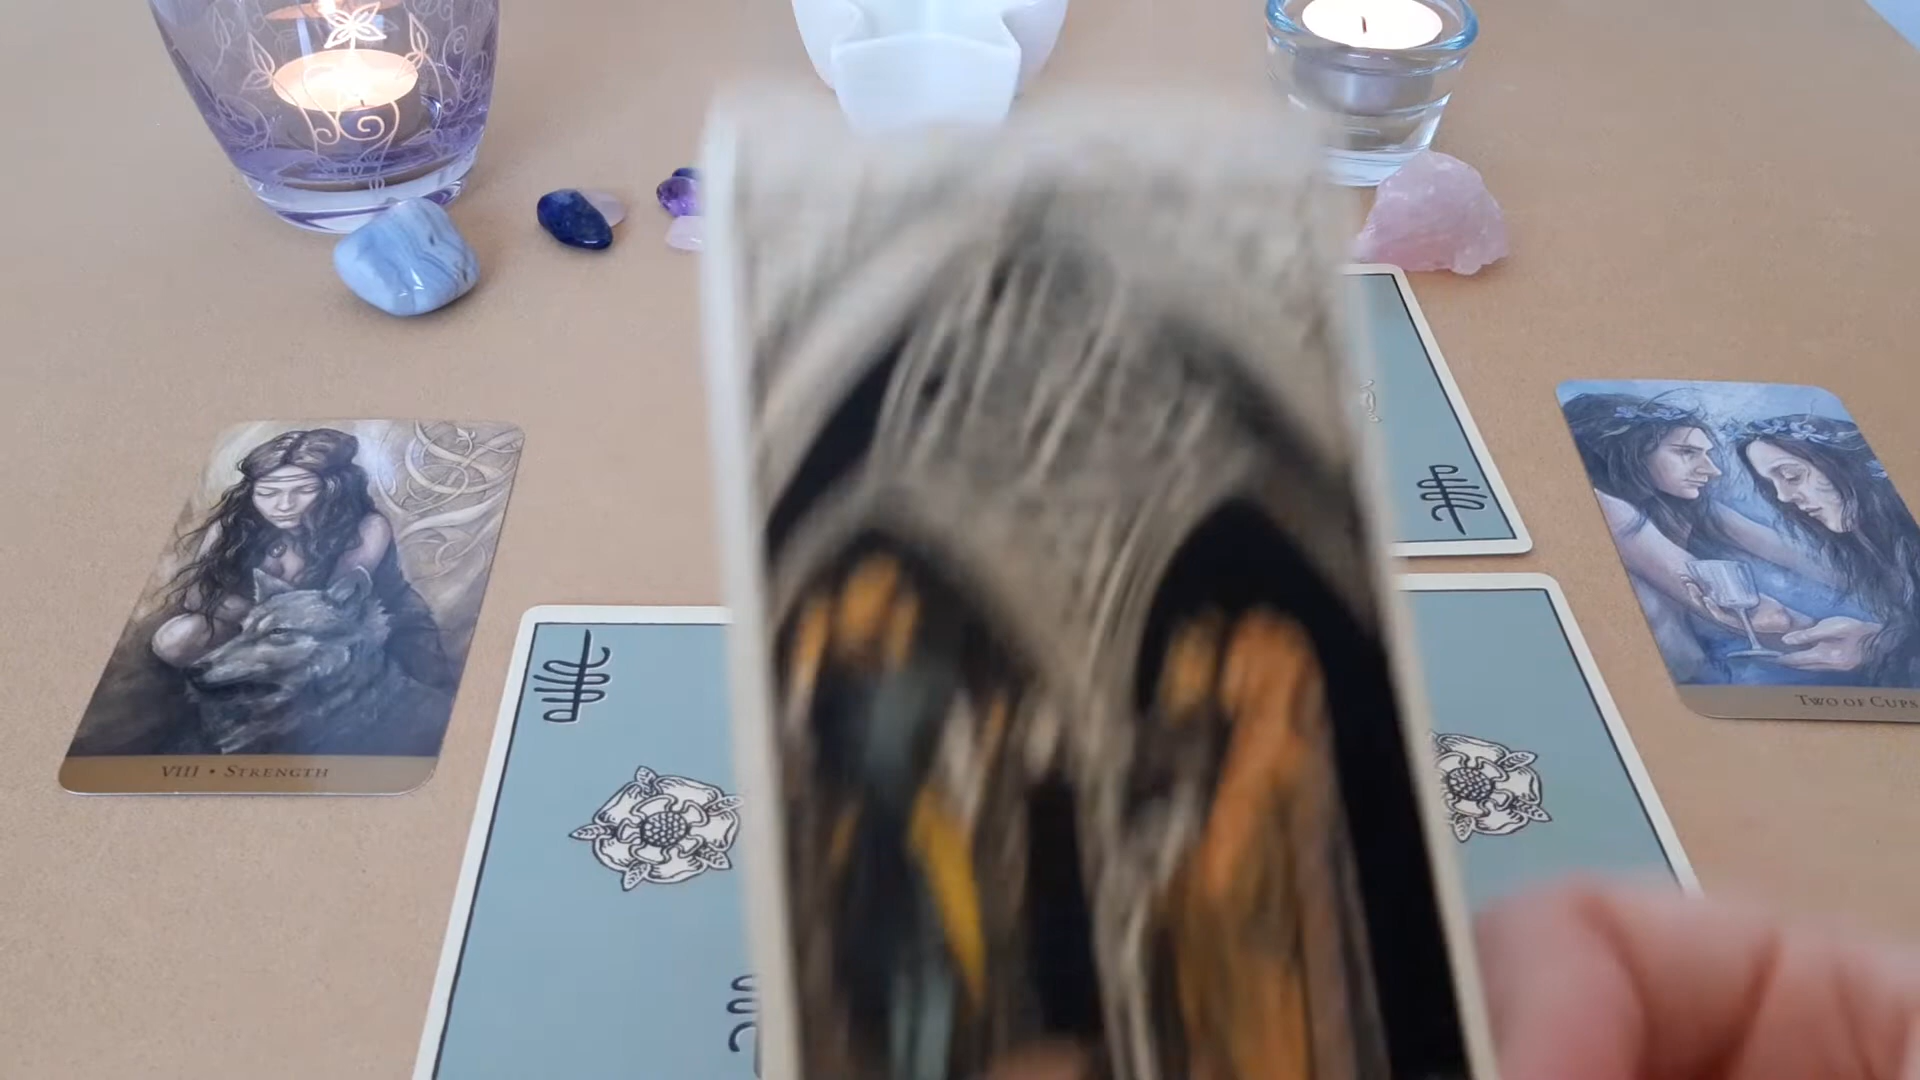 VIII • STRENGTH
TWO OF CUPS